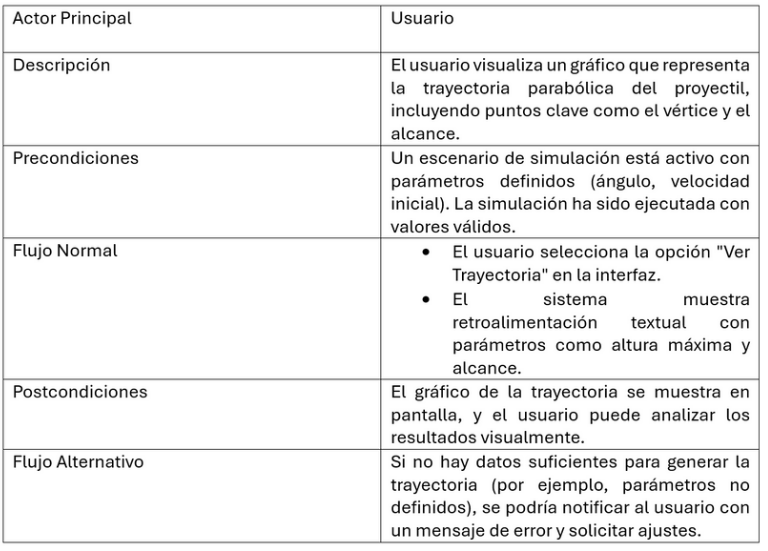 Actor Principal
Usuario
Descripción
El usuario visualiza un gráfico que representa
la trayectoria parabólica del proyectil,
incluyendo puntos clave como el vértice y el
alcance.
Precondiciones
Un escenario de simulación está activo con
parámetros definidos (ángulo, velocidad
inicial). La simulación ha sido ejecutada con
valores válidos.
Flujo Normal
• El usuario selecciona la opción "Ver
Trayectoria" en la interfaz.
• El sistema muestra
retroalimentación textual con
parámetros como altura máxima y
alcance.
Postcondiciones
El gráfico de la trayectoria se muestra en
pantalla, y el usuario puede analizar los
resultados visualmente.
Flujo Alternativo
Si no hay datos suficientes para generar la
trayectoria (por ejemplo, parámetros no
definidos), se podría notificar al usuario con
un mensaje de error y solicitar ajustes.